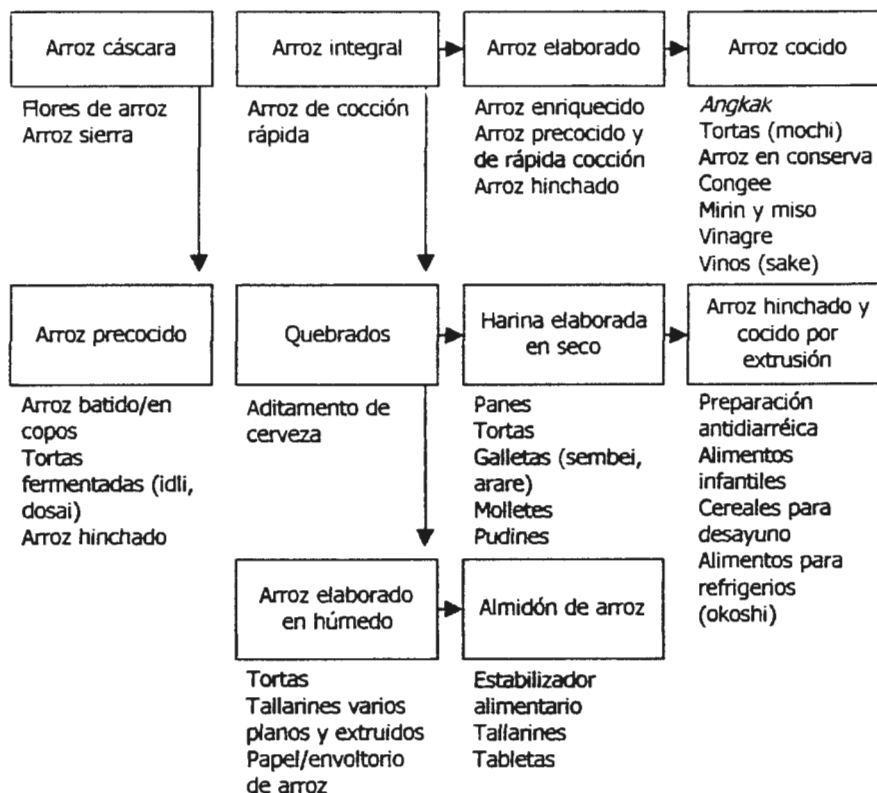 Arroz cáscara
Flores de arroz
Arroz sierra
Arroz integral
Arroz de cocción
rápida
Arroz elaborado
Arroz enriquecido
Arroz precocido y
de rápida cocción
Arroz hinchado
Arroz cocido
Angkak
Tortas (mochi)
Arroz en conserva
Congee
Mirin y miso
Vinagre
Vinos (sake)
Arroz precocido
Arroz batido/en
copos
Tortas
fermentadas (idli,
dosai)
Arroz hinchado
Quebrados
Aditamento de
cerveza
Harina elaborada
en seco
Panes
Tortas
Galletas (sembei,
arare)
Molletes
Pudines
Arroz hinchado y
cocido por
extrusión
Preparación
antidiarréica
Alimentos
infantiles
Cereales para
desayuno
Alimentos para
refrigerios
(okoshi)
Arroz elaborado
en húmedo
Tortas
Tallarines varios
planos y extruidos
Papel/envoltorio
de arroz
Almidón de arroz
Estabilizador
alimentario
Tallarines
Tabletas